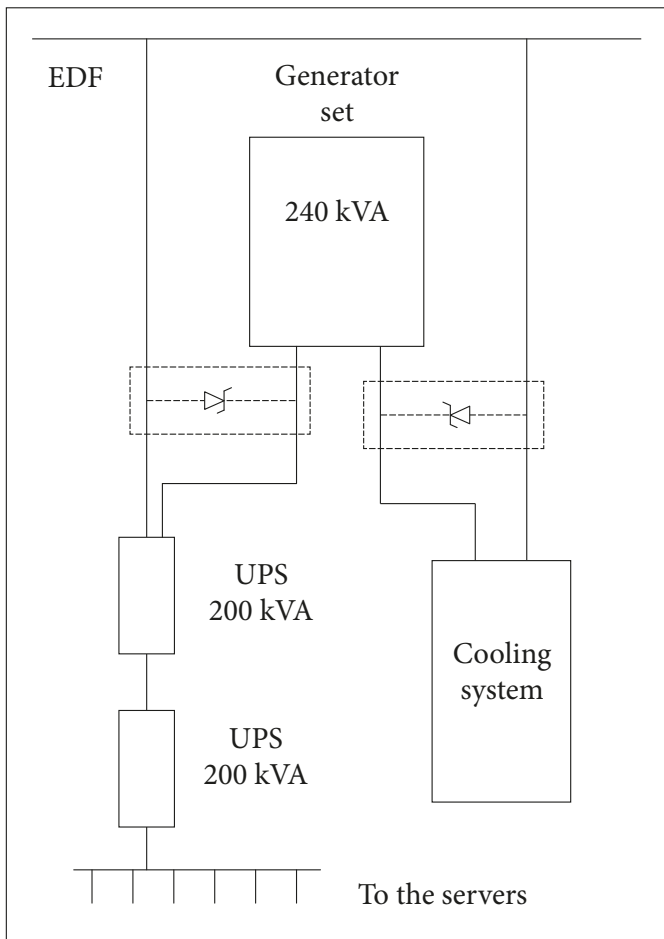 EDF
Generator
set
240 kVA
UPS
200 kVA
Cooling
system
UPS
200 kVA
To the servers